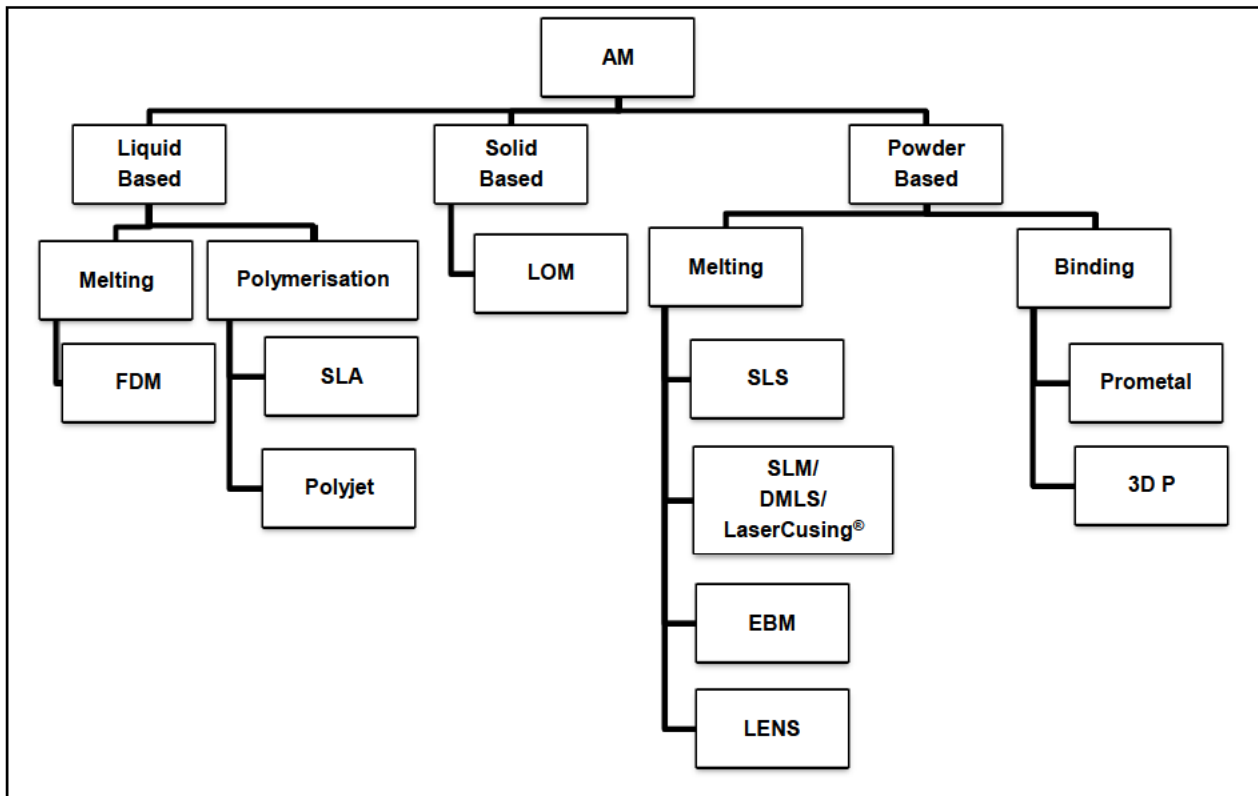 AM
Liquid
Based
Solid
Based
Powder
Based
Melting
Polymerisation
LOM
Melting
Binding
FDM
SLA
Polyjet
SLS
SLM/
DMLS/
LaserCusing®
EBM
LENS
Prometal
3D P